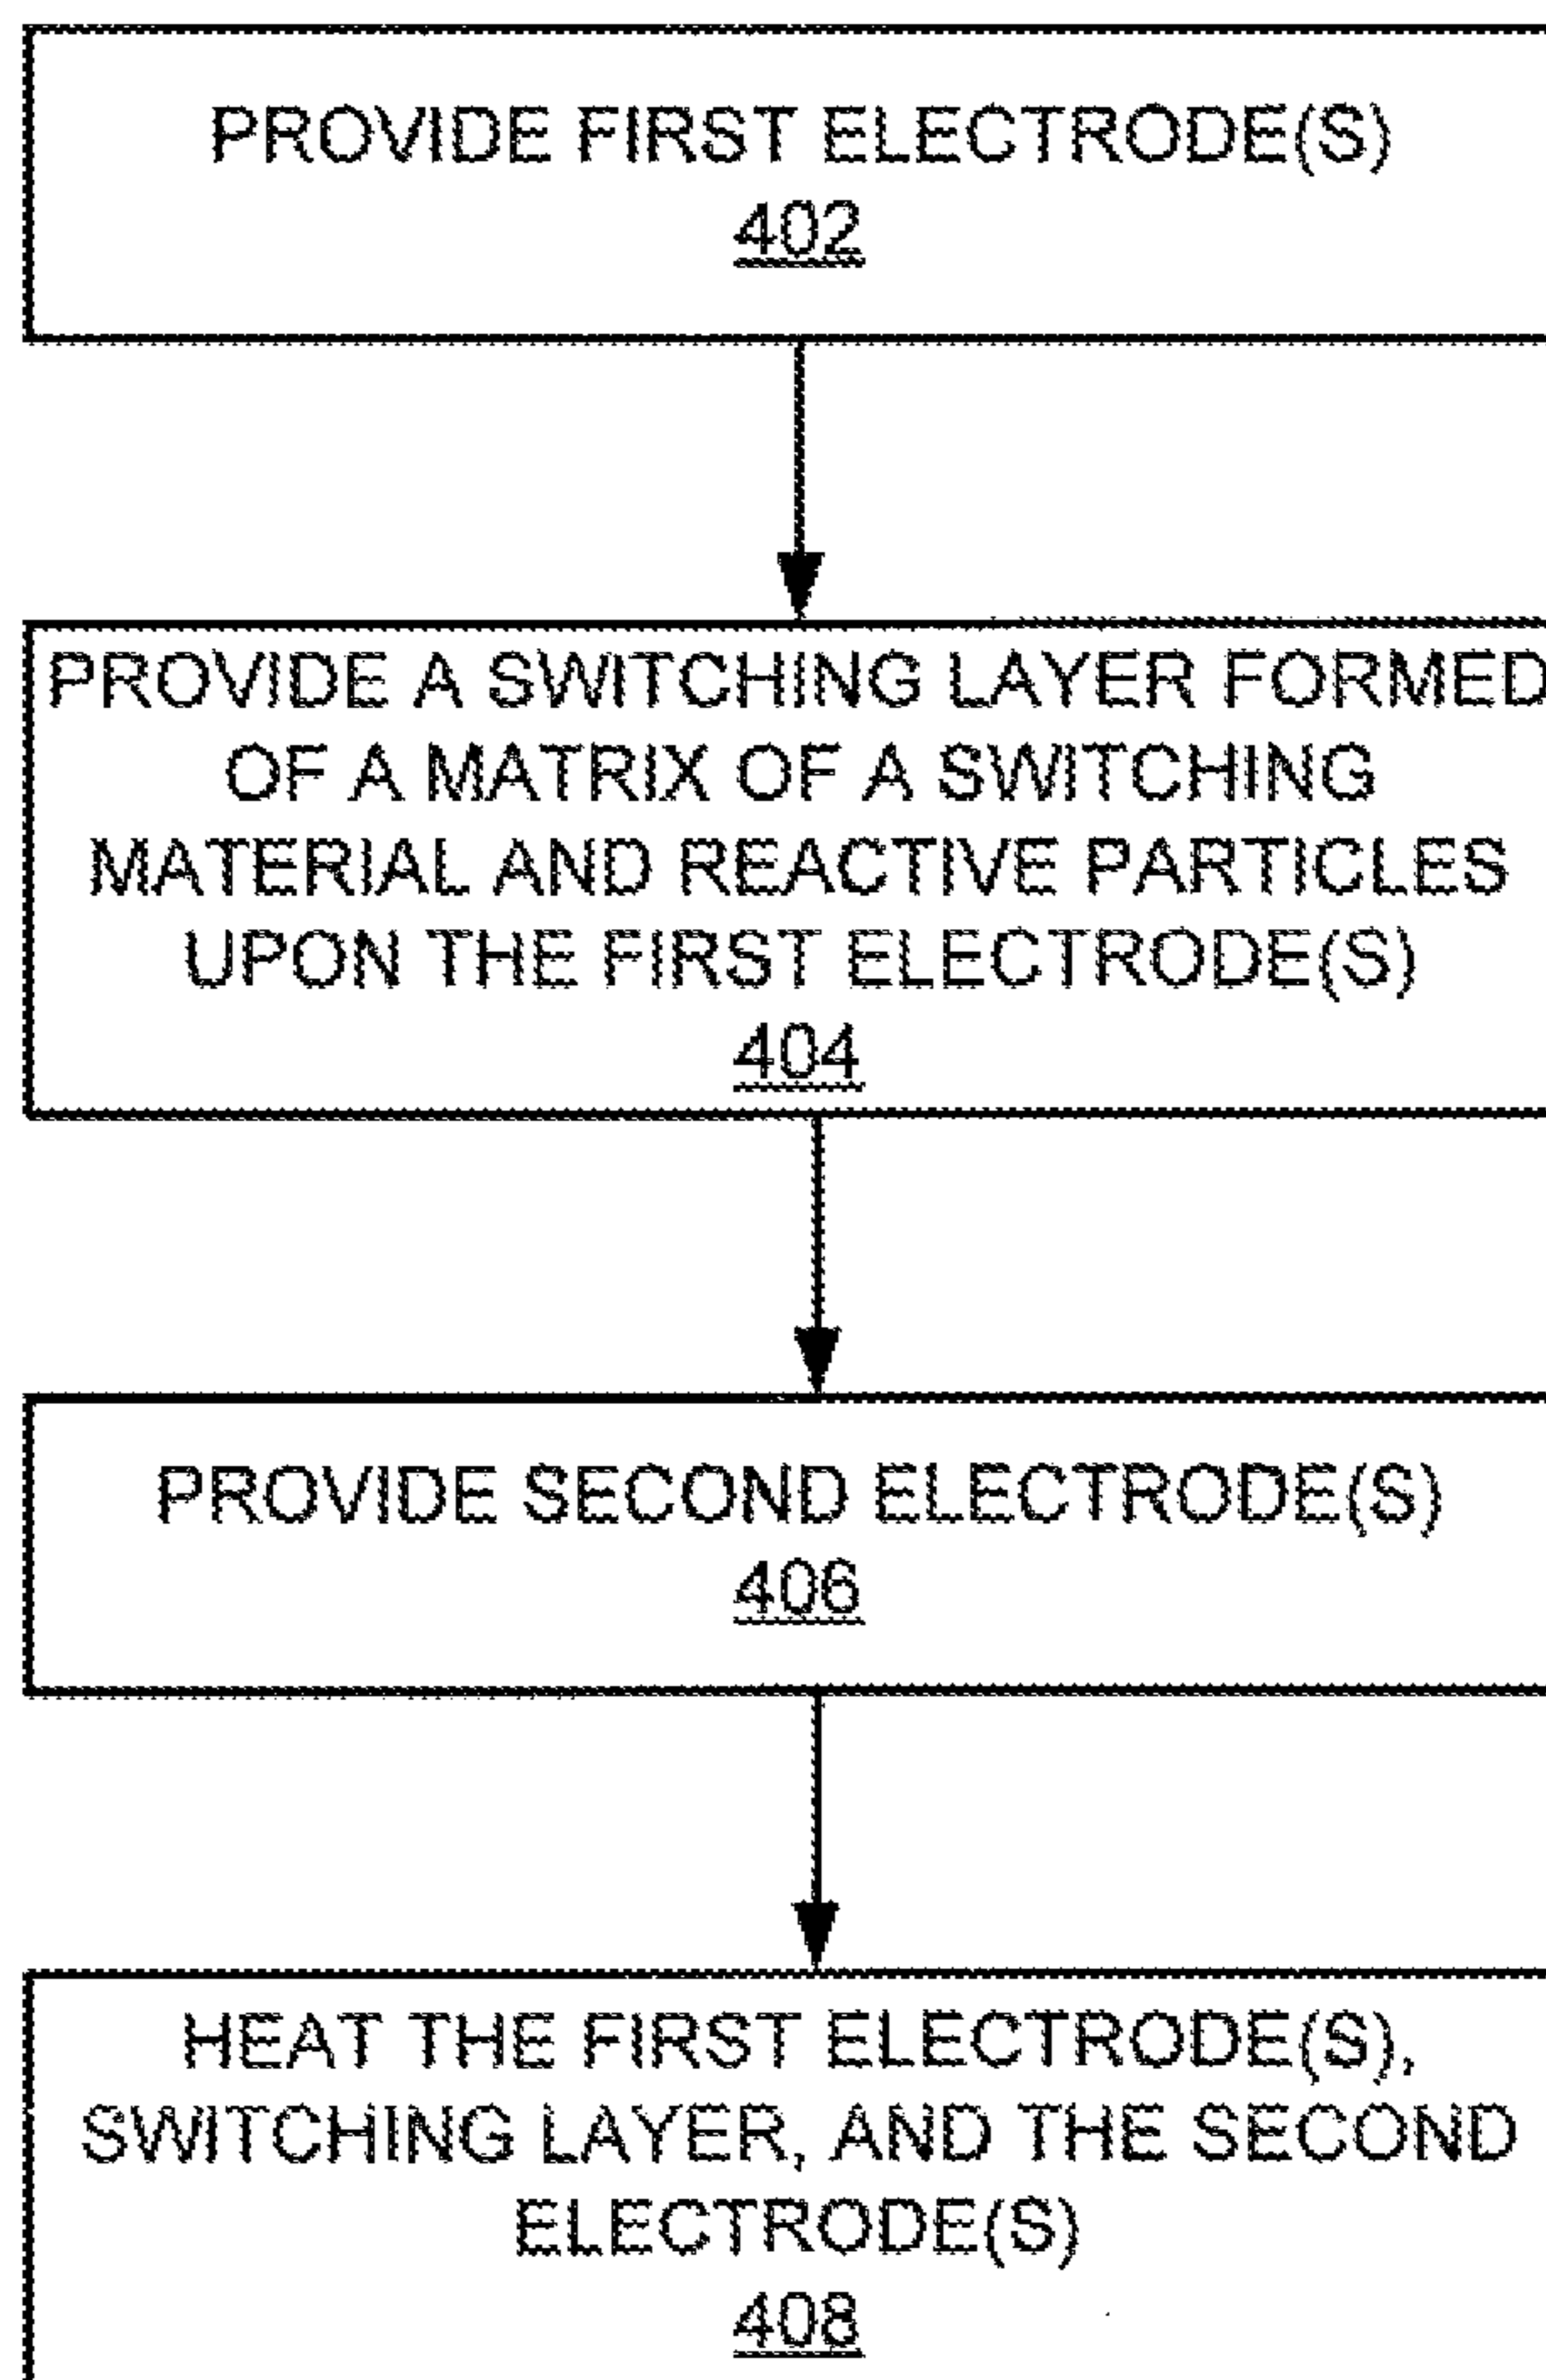 PROVIDE FIRST ELECTRODE(S)
402
PROVIDE A SWITCHING LAYER FORMED
OF A MATRIX OF A SWITCHING
MATERIAL AND REACTIVE PARTICLES
UPON THE FIRST ELECTRODE(S)
404
PROVIDE SECOND ELECTRODE(S)
406
HEAT THE FIRST ELECTRODE(S),
SWITCHING LAYER, AND THE SECOND
ELECTRODE(S)
408